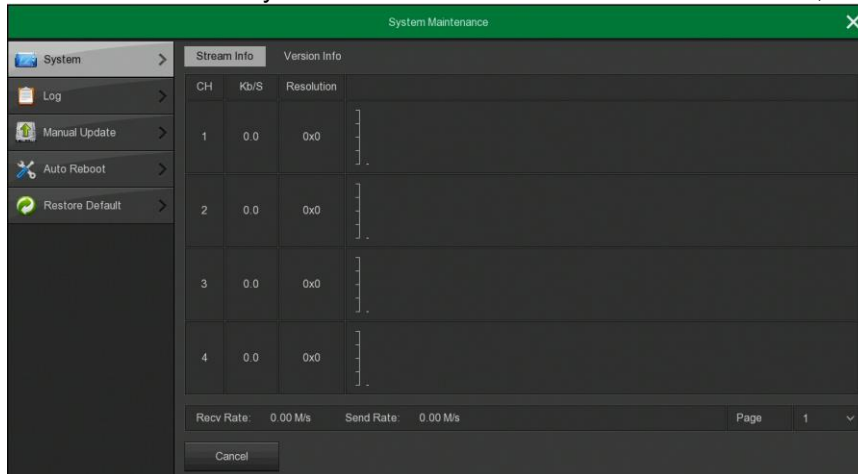 System Maintenance
System
Log
Manual Update
Auto Reboot
Restore Default
Stream Info Version Info
CH Kb/S Resolution
1 0.0 0x0
2 0.0 0x0
3 0.0 0x0
4 0.0 0x0
Recv Rate: 0.00 M/s Send Rate: 0.00 M/s Page 1
Cancel